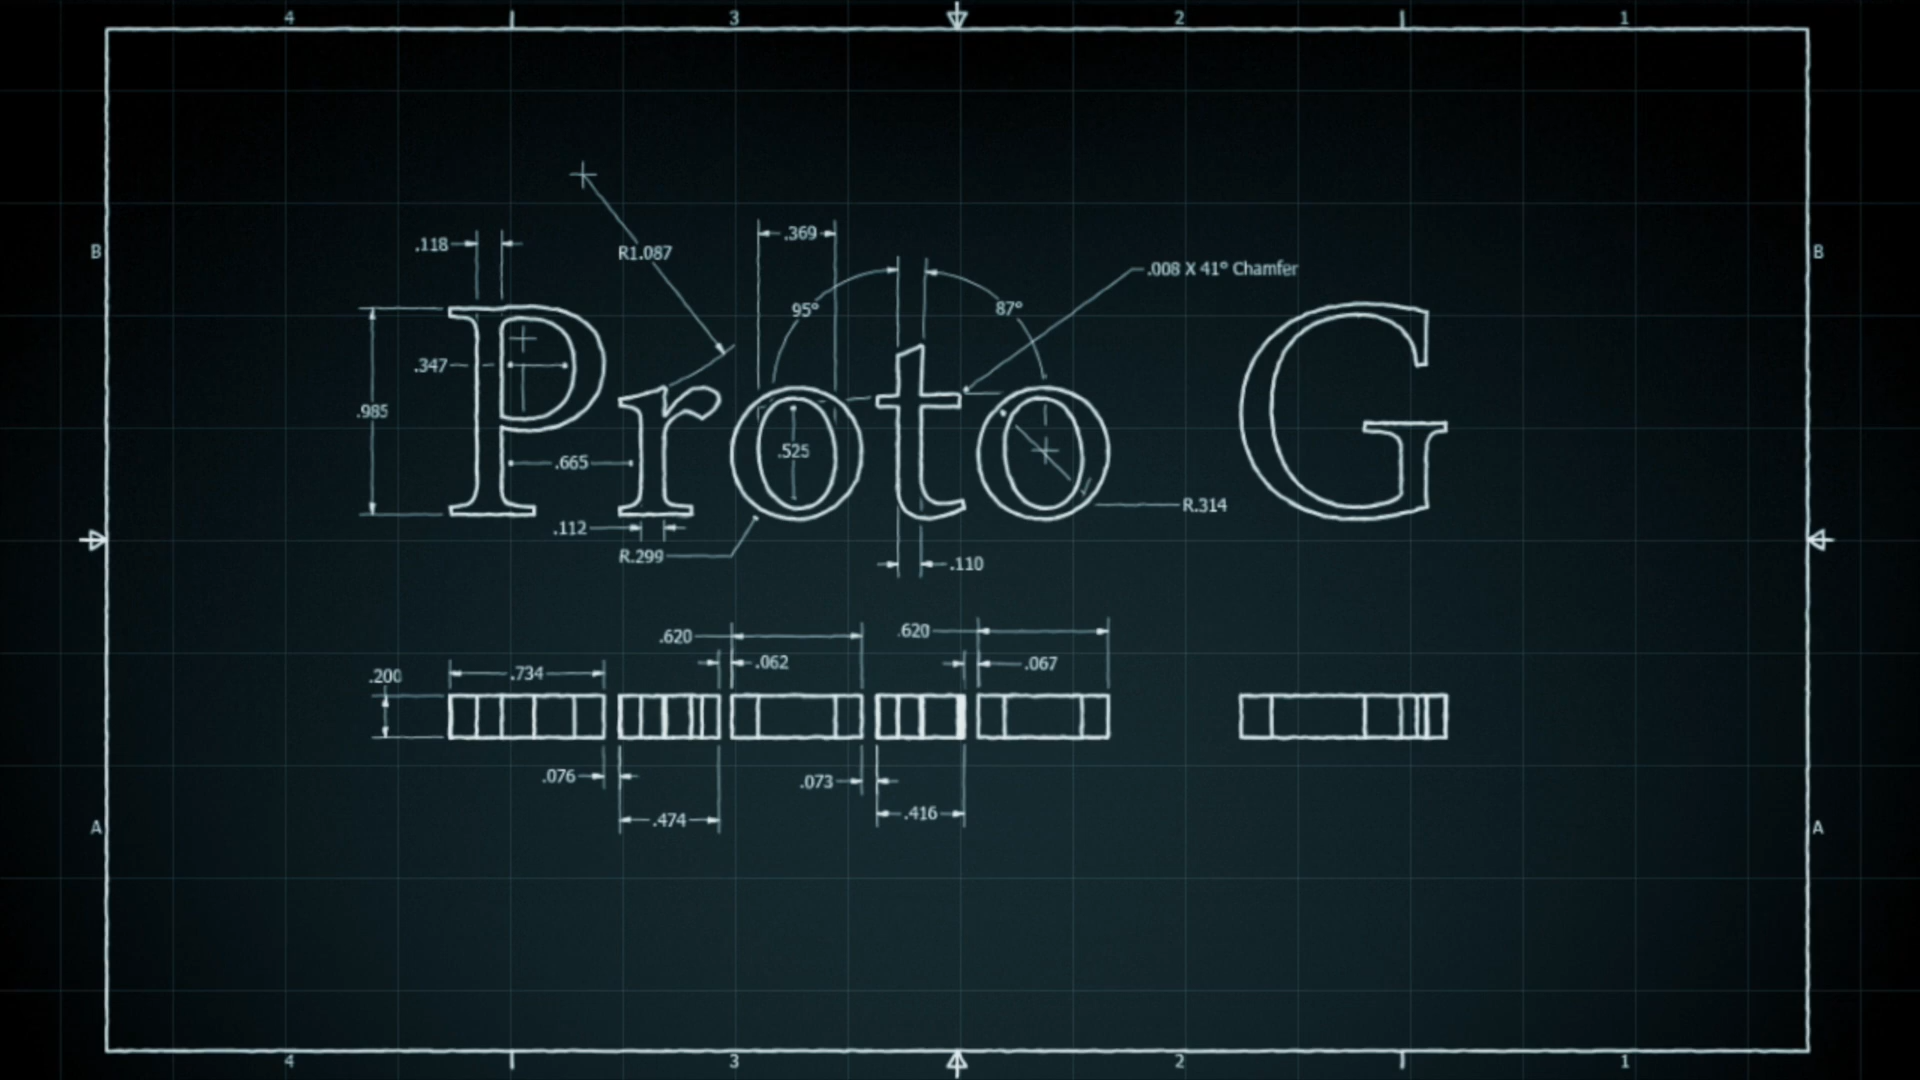 4 3 2 1
B B
.118 R1.087 .369
.008 X 41° Chamfer
95° 87°
.347
.985
Proto G
.525
.665
R.314
.112
R.299
.110
.620 .620
.062 .067
.200 .734
.076 .073
.474 .416
A A
4 3 2 1